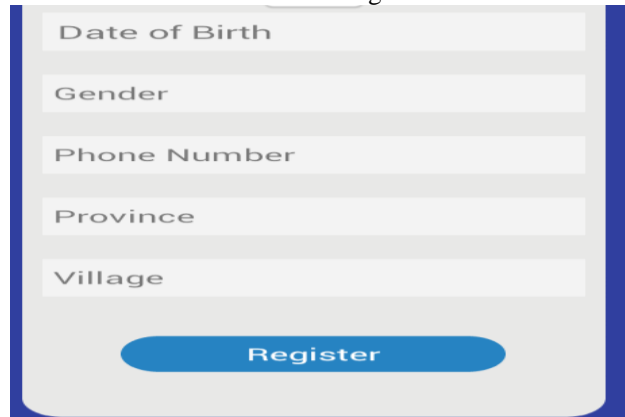 Date of Birth
Gender
Phone Number
Province
Village
Register